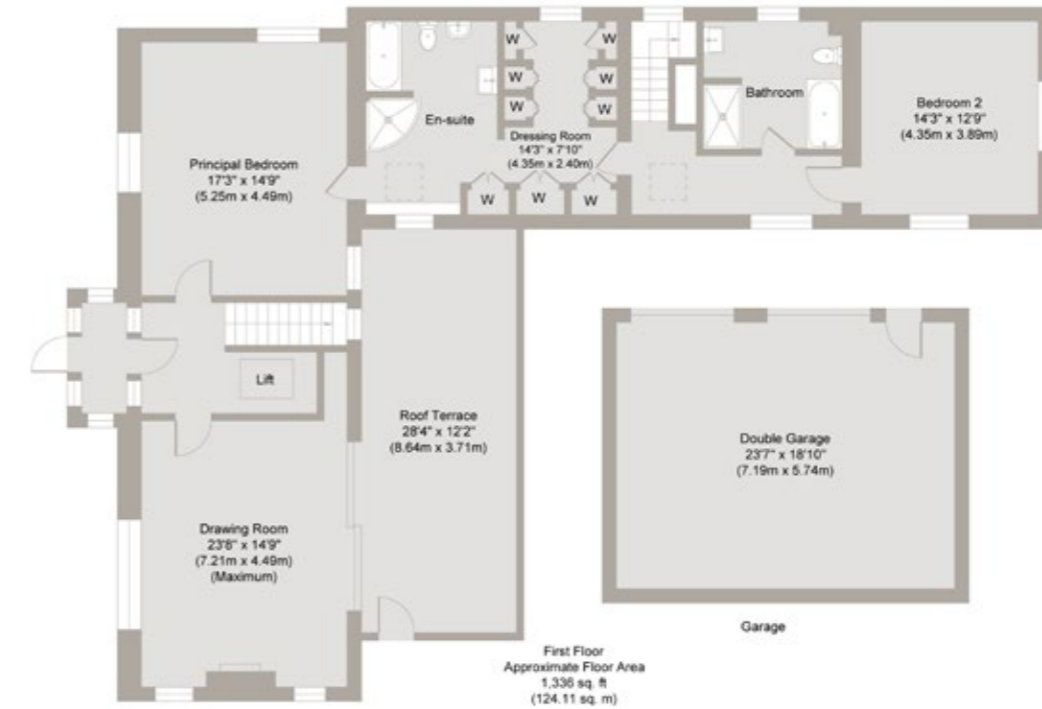 W
W
W
W
W
W
En-suite
Dressing Room
14'3" x 7'10"
(4.35m x 2.40m)
W
W
W
Bathroom
Bedroom 2
14'3" x 12'9"
(4.35m x 3.89m)
Principal Bedroom
17'3" x 14'9"
(5.25m x 4.49m)
Lift
Roof Terrace
28'4" x 12'2"
(8.64m x 3.71m)
Double Garage
23'7" x 18'10"
(7.19m x 5.74m)
Drawing Room
23'8" x 14'9"
(7.21m x 4.49m)
(Maximum)
Garage
First Floor
Approximate Floor Area
1,336 sq. ft
(124.11 sq. m)